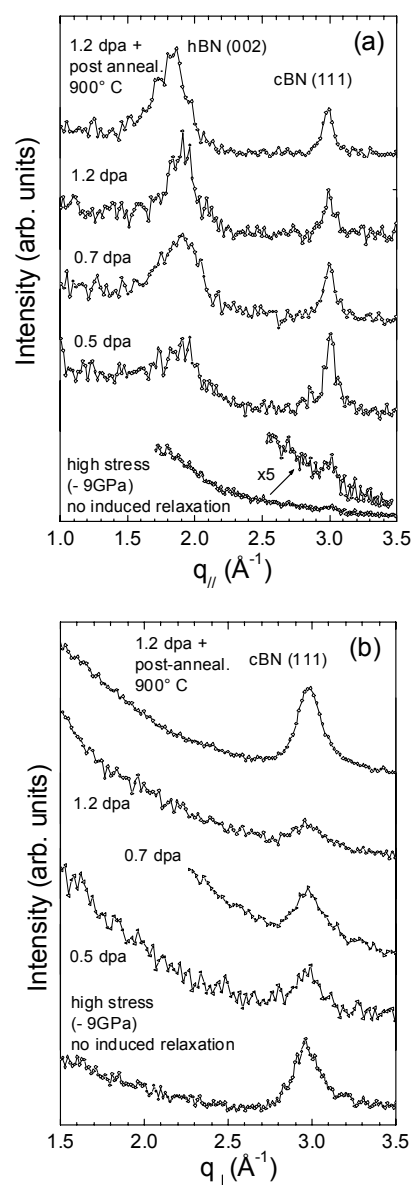 (a)
1.2 dpa +
post anneal.
900° C
hBN (002)
cBN (111)
1.2 dpa
0.7 dpa
0.5 dpa
high stress
(- 9GPa)
no induced relaxation
x5
Intensity (arb. units)
1.0 1.5 2.0 2.5 3.0 3.5
q// (Å-1)
(b)
1.2 dpa +
post-anneal.
900° C
cBN (111)
1.2 dpa
0.7 dpa
0.5 dpa
high stress
(- 9GPa)
no induced relaxation
Intensity (arb. units)
1.5 2.0 2.5 3.0 3.5
q⊥ (Å-1)